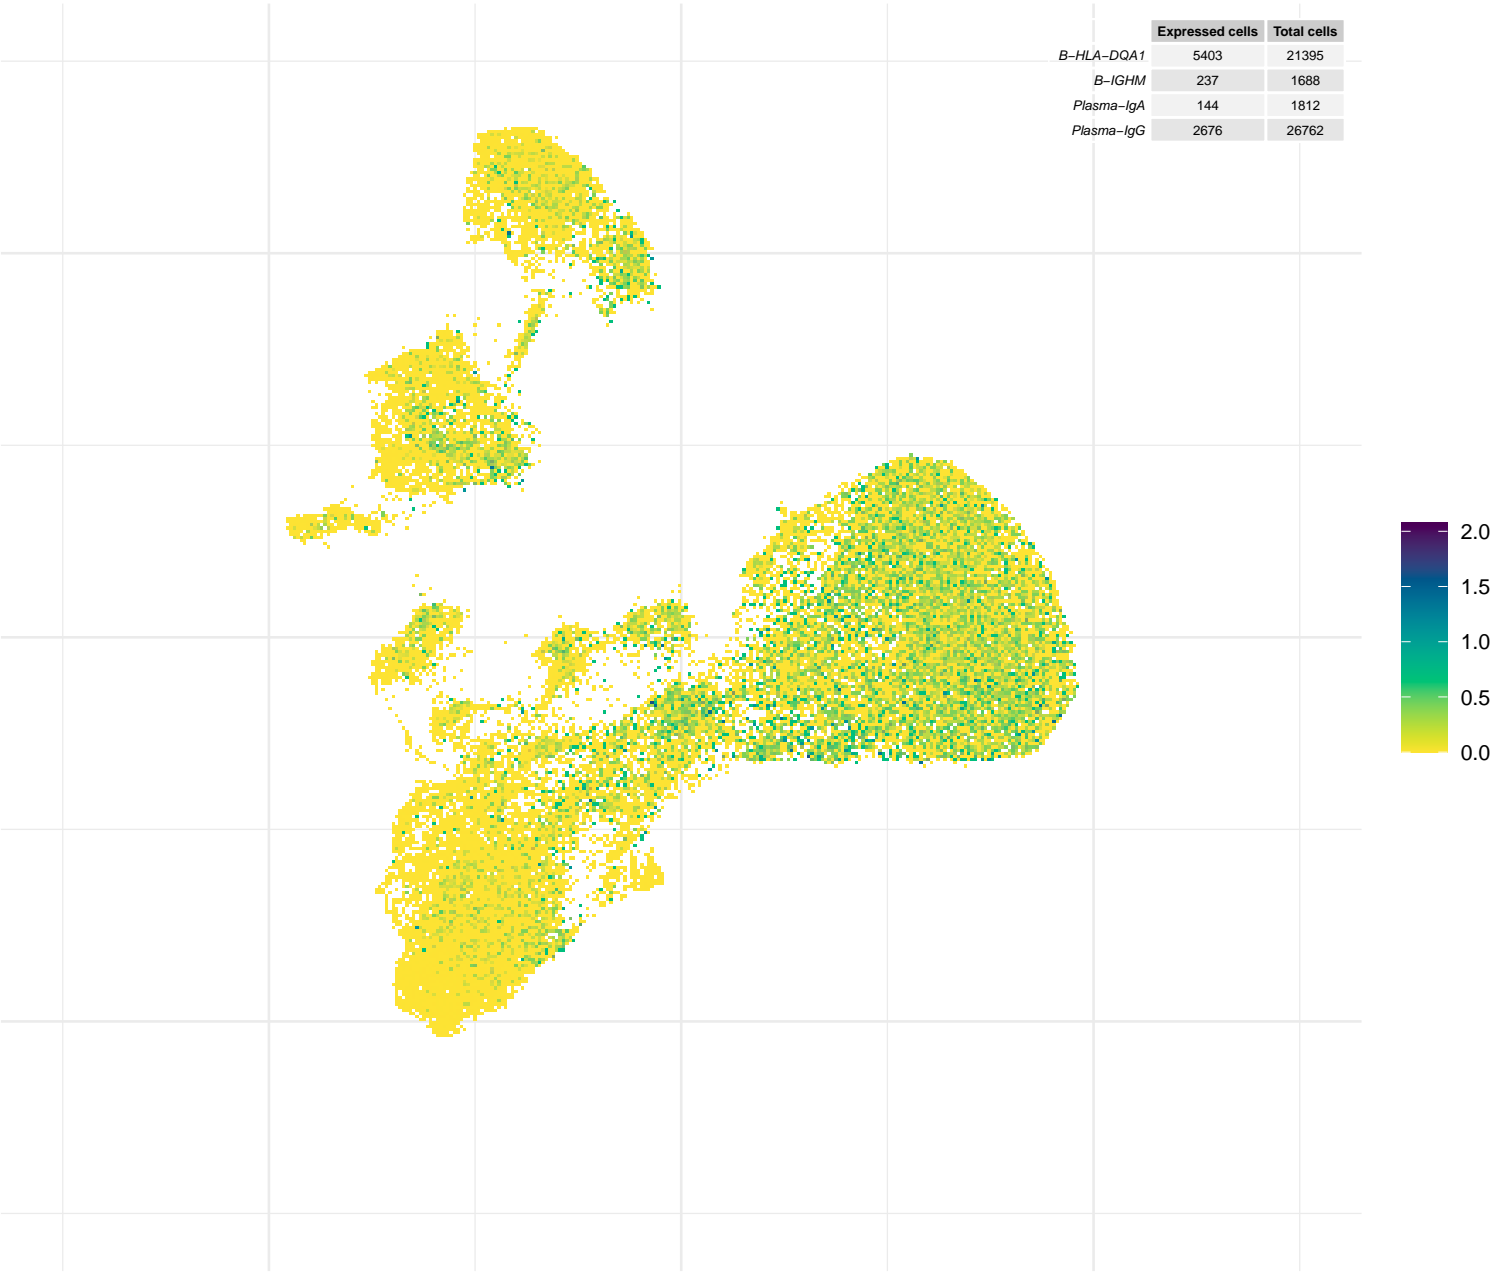 Expressed cells Total cells
B–HLA–DQA1 5403 21395
B–IGHM 237 1688
Plasma–IgA 144 1812
Plasma–IgG 2676 26762
2.0
1.5
1.0
0.5
0.0